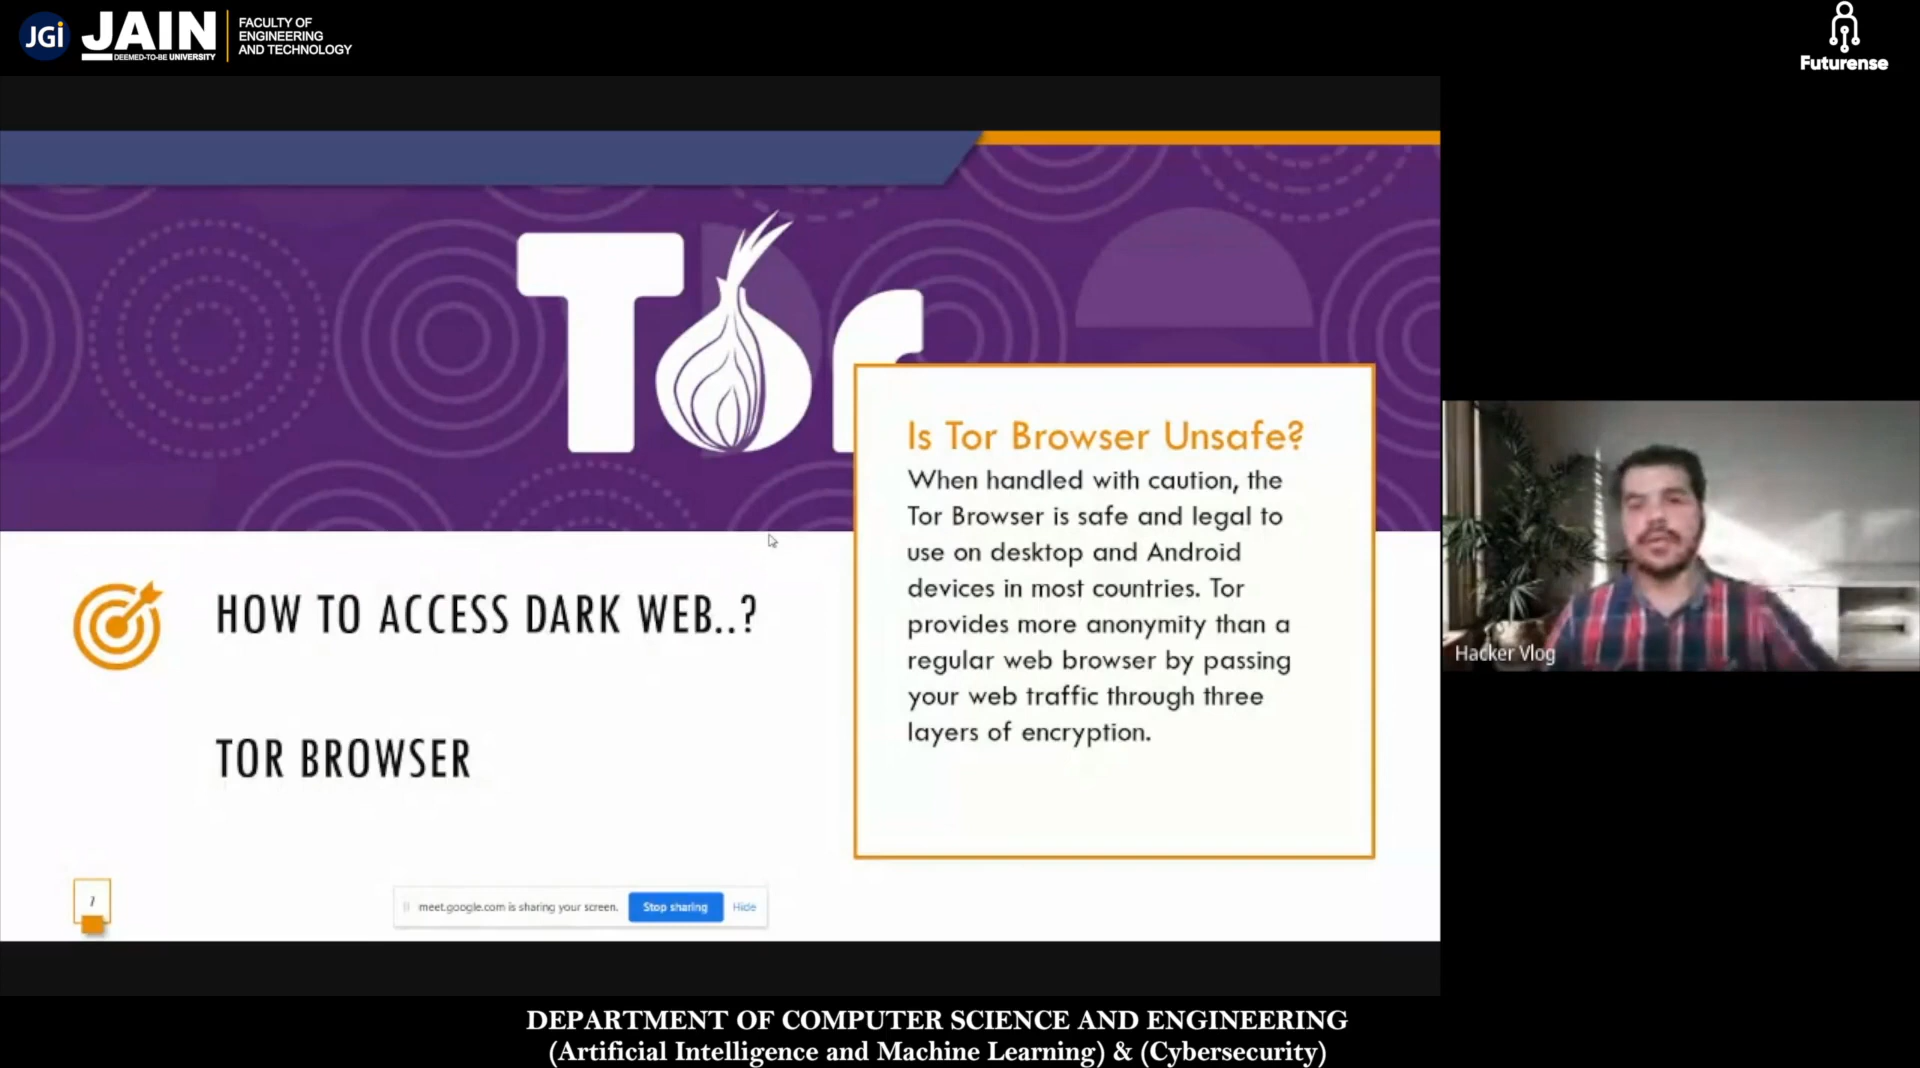 JGi JAIN
DEEMED-TO-BE UNIVERSITY
FACULTY OF
ENGINEERING
AND TECHNOLOGY
Futurense
Tor
Is Tor Browser Unsafe?
When handled with caution, the
Tor Browser is safe and legal to
use on desktop and Android
devices in most countries. Tor
provides more anonymity than a
regular web browser by passing
your web traffic through three
layers of encryption.
HOW TO ACCESS DARK WEB..?
TOR BROWSER
Hacker Vlog
1
meet.google.com is sharing your screen.
Stop sharing
Hide
DEPARTMENT OF COMPUTER SCIENCE AND ENGINEERING
(Artificial Intelligence and Machine Learning) & (Cybersecurity)